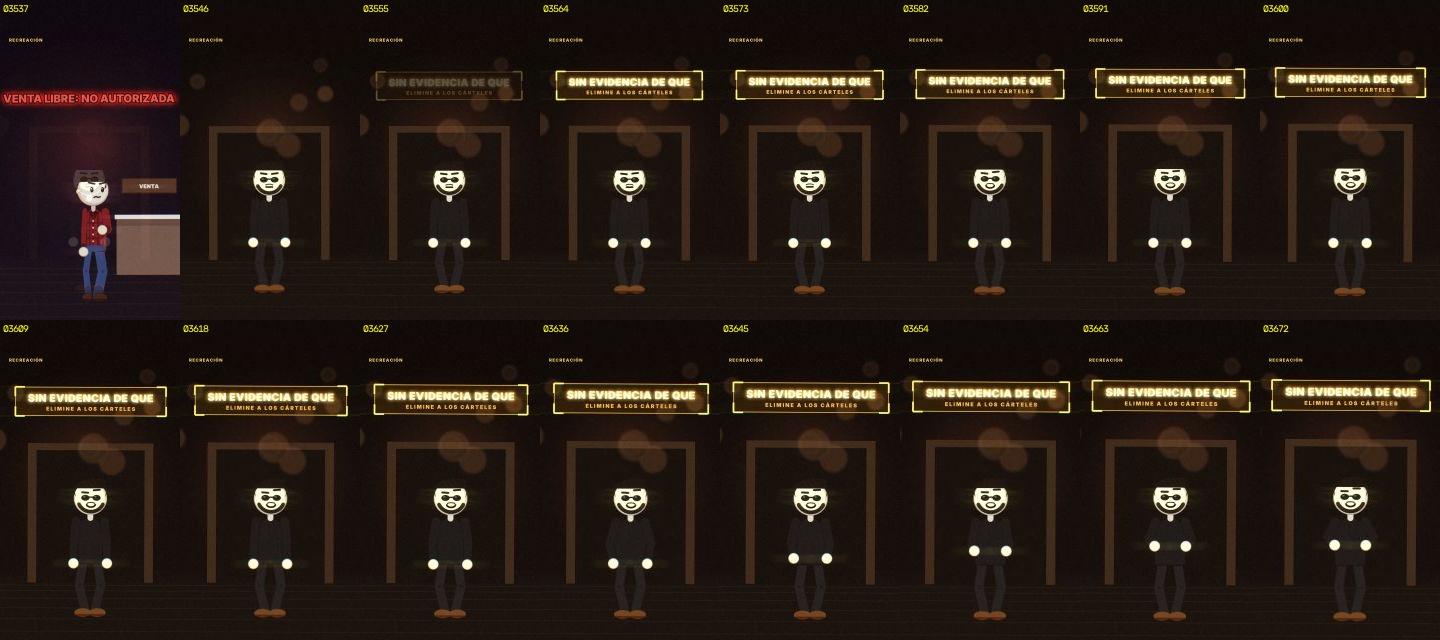 03537
VENTA LIBRE: NO AUTORIZADA
VENTA
RECREACIÓN
03546
RECREACIÓN
03555
RECREACIÓN
SIN EVIDENCIA DE QUE
ELIMINE A LOS CÁRTELES
03564
RECREACIÓN
SIN EVIDENCIA DE QUE
ELIMINE A LOS CÁRTELES
03573
RECREACIÓN
SIN EVIDENCIA DE QUE
ELIMINE A LOS CÁRTELES
03582
RECREACIÓN
SIN EVIDENCIA DE QUE
ELIMINE A LOS CÁRTELES
03591
RECREACIÓN
SIN EVIDENCIA DE QUE
ELIMINE A LOS CÁRTELES
03600
RECREACIÓN
SIN EVIDENCIA DE QUE
ELIMINE A LOS CÁRTELES
03609
RECREACIÓN
SIN EVIDENCIA DE QUE
ELIMINE A LOS CÁRTELES
03618
RECREACIÓN
SIN EVIDENCIA DE QUE
ELIMINE A LOS CÁRTELES
03627
RECREACIÓN
SIN EVIDENCIA DE QUE
ELIMINE A LOS CÁRTELES
03636
RECREACIÓN
SIN EVIDENCIA DE QUE
ELIMINE A LOS CÁRTELES
03645
RECREACIÓN
SIN EVIDENCIA DE QUE
ELIMINE A LOS CÁRTELES
03654
RECREACIÓN
SIN EVIDENCIA DE QUE
ELIMINE A LOS CÁRTELES
03663
RECREACIÓN
SIN EVIDENCIA DE QUE
ELIMINE A LOS CÁRTELES
03672
RECREACIÓN
SIN EVIDENCIA DE QUE
ELIMINE A LOS CÁRTELES